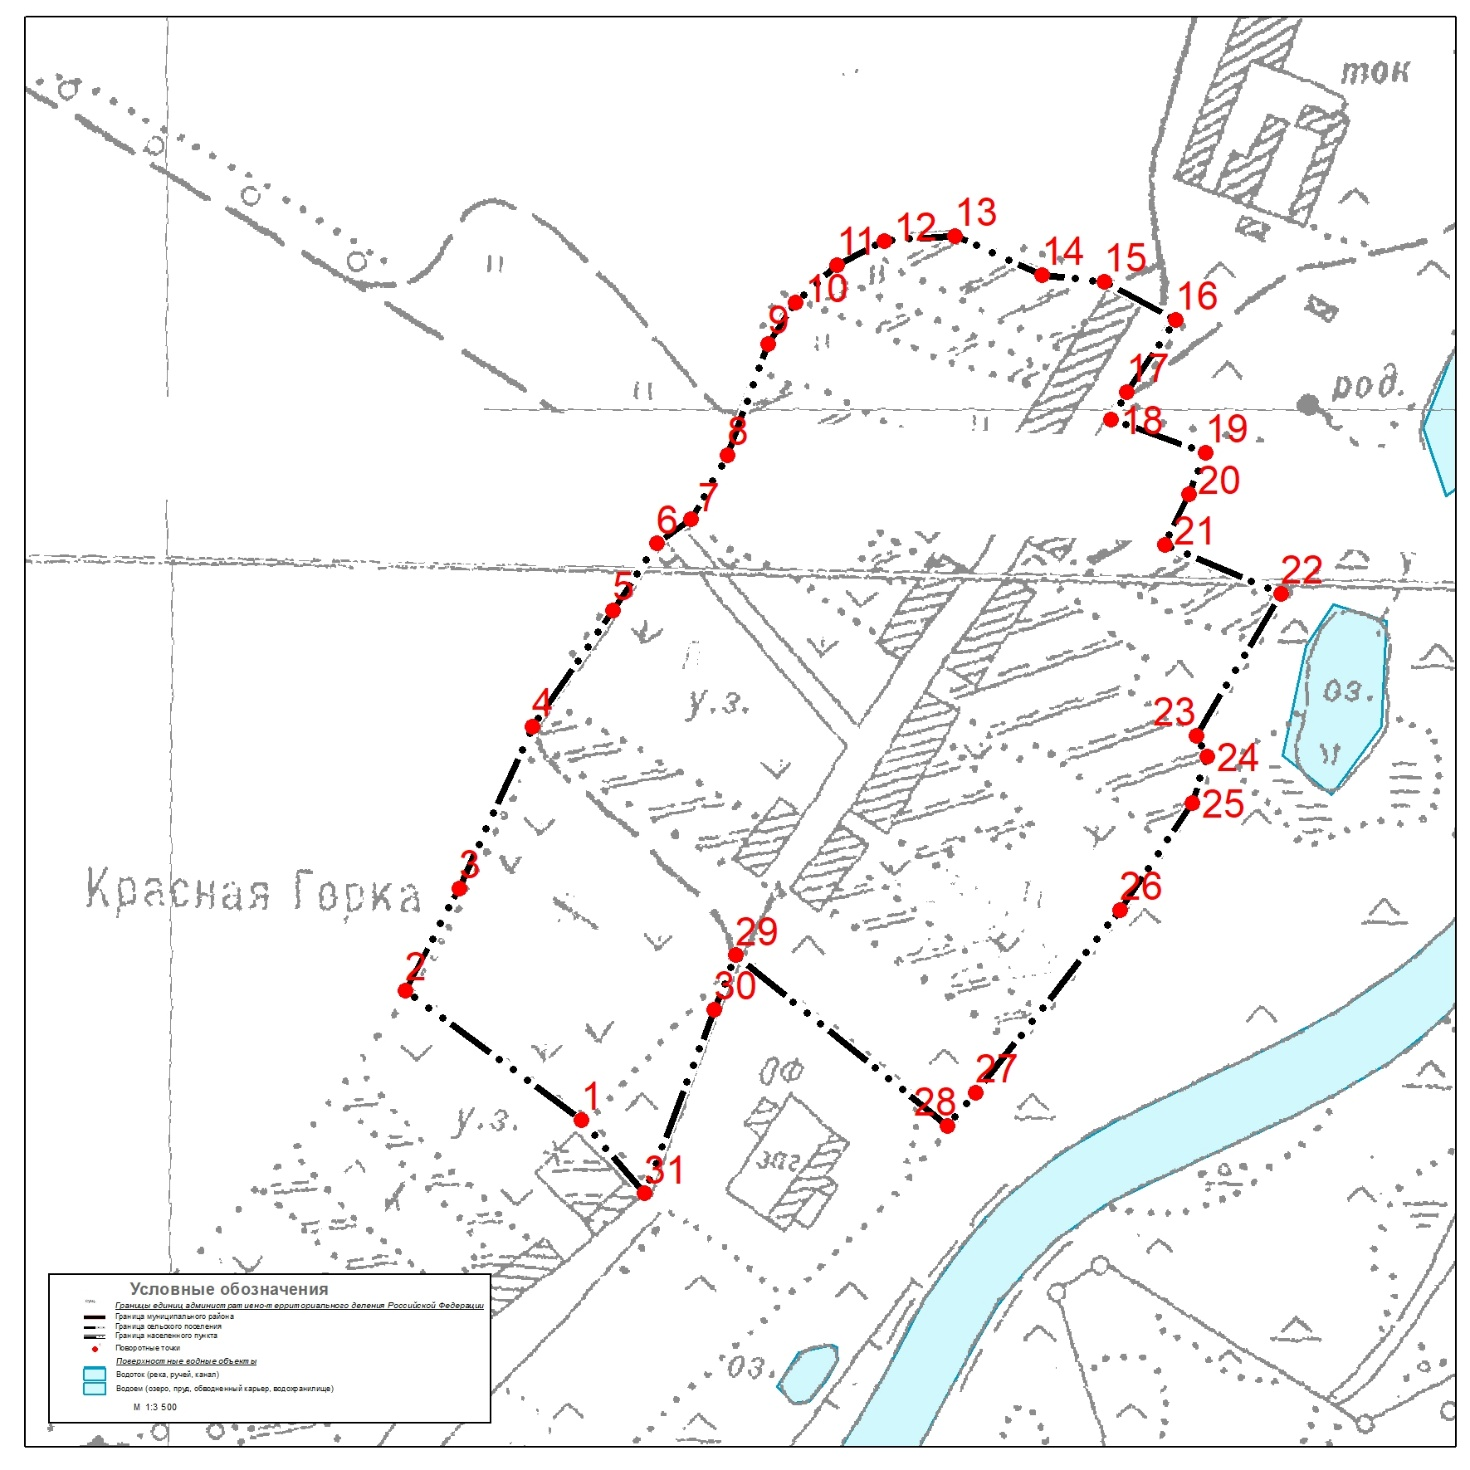 ток
13
12
11
14
15
10
16
9
17
род.
18
19
8
20
7
6
21
22
5
оз.
у.з.
4
23
24
25
3
Красная Горка
26
29
2
30
ОФ
27
28
1
у.з.
загс
31
оз.
Условные обозначения
Границы единиц административно-территориального деления Российской Федерации
Граница муниципального района
Граница сельского поселения
Граница населенного пункта
Поворотные точки
Поверхностные водные объекты
Водоток (река, ручей, канал)
Водоем (озеро, пруд, обводненный карьер, водохранилище)
М 1:3 500